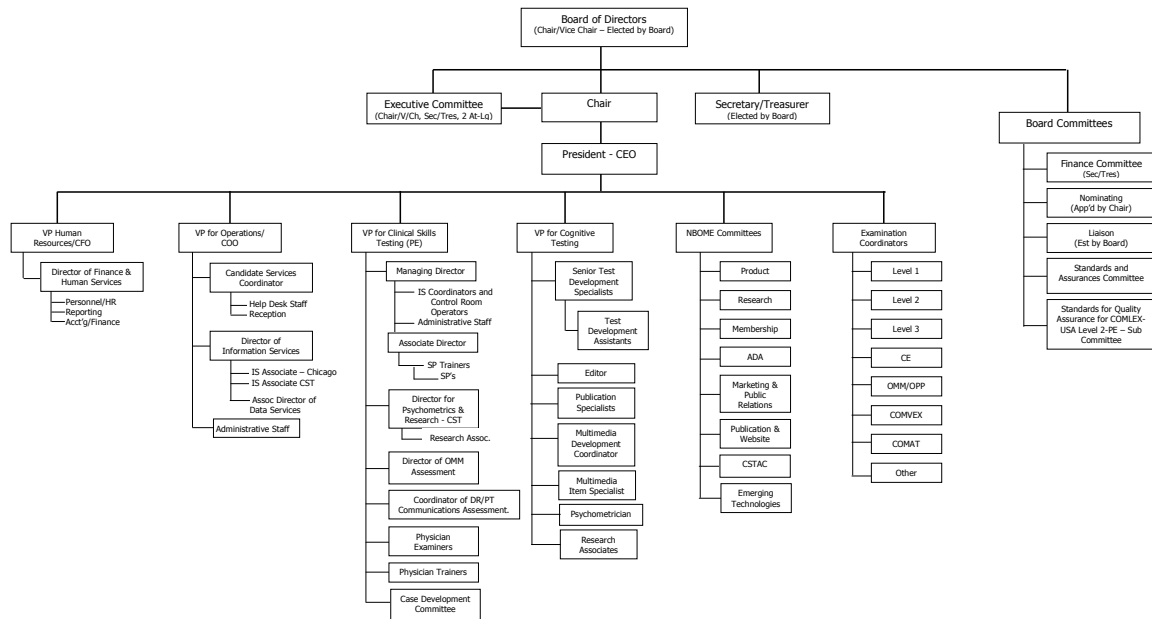 Board of Directors
(Chair/Vice Chair – Elected by Board)
Executive Committee
(Chair/V/Ch, Sec/Tres, 2 At-Lg)
Chair
Secretary/Treasurer
(Elected by Board)
Board Committees
President - CEO
Finance Committee
(Sec/Tres)
Nominating
(App'd by Chair)
Liaison
(Est by Board)
Standards and
Assurances Committee
Standards for Quality
Assurance for COMLEX-
USA Level 2-PE – Sub
Committee
VP Human
Resources/CFO
Director of Finance &
Human Services
Personnel/HR
Reporting
Acct'g/Finance
VP for Operations/
COO
Candidate Services
Coordinator
Help Desk Staff
Reception
Director of
Information Services
IS Associate – Chicago
IS Associate CST
Assoc Director of
Data Services
Administrative Staff
VP for Clinical Skills
Testing (PE)
Managing Director
IS Coordinators and
Control Room
Operators
Administrative Staff
Associate Director
SP Trainers
SP's
Director for
Psychometrics &
Research - CST
Research Assoc.
Director of OMM
Assessment
Coordinator of DR/PT
Communications Assessment.
Physician
Examiners
Physician Trainers
Case Development
Committee
VP for Cognitive
Testing
Senior Test
Development
Specialists
Test
Development
Assistants
Editor
Publication
Specialists
Multimedia
Development
Coordinator
Multimedia
Item Specialist
Psychometrician
Research
Associates
NBOME Committees
Product
Research
Membership
ADA
Marketing &
Public
Relations
Publication &
Website
CSTAC
Emerging
Technologies
Examination
Coordinators
Level 1
Level 2
Level 3
CE
OMM/OPP
COMVEX
COMAT
Other